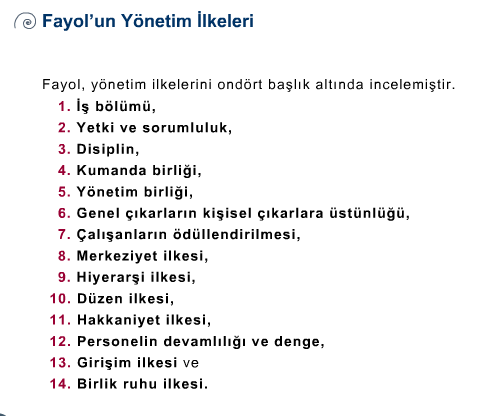 Fayol’un Yönetim İlkeleri
Fayol, yönetim ilkelerini ondört başlık altında incelemiştir.
1. İş bölümü,
2. Yetki ve sorumluluk,
3. Disiplin,
4. Kumanda birliği,
5. Yönetim birliği,
6. Genel çıkarların kişisel çıkarlara üstünlüğü,
7. Çalışanların ödüllendirilmesi,
8. Merkeziyet ilkesi,
9. Hiyerarşi ilkesi,
10. Düzen ilkesi,
11. Hakkaniyet ilkesi,
12. Personelin devamlılığı ve denge,
13. Girişim ilkesi ve
14. Birlik ruhu ilkesi.